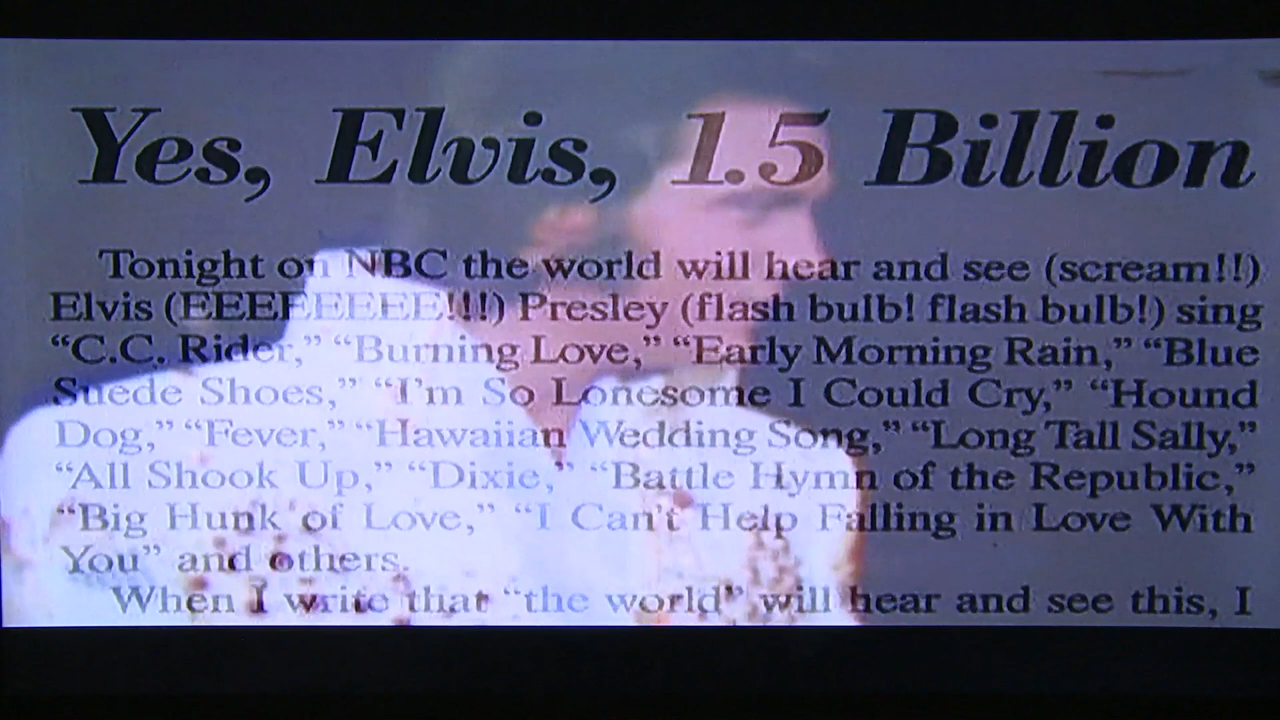 Yes, Elvis, 1.5 Billion
Tonight on NBC the world will hear and see (scream!!)
Elvis (EEEEEEEE!!!) Presley (flash bulb! flash bulb!) sing
“C.C. Rider,” “Burning Love,” “Early Morning Rain,” “Blue
Suede Shoes,” “I’m So Lonesome I Could Cry,” “Hound
Dog,” “Fever,” “Hawaiian Wedding Song,” “Long Tall Sally,”
“All Shook Up,” “Dixie,” “Battle Hymn of the Republic,”
“Big Hunk of Love,” “I Can’t Help Falling in Love With
You” and others.
When I write that “the world” will hear and see this, I